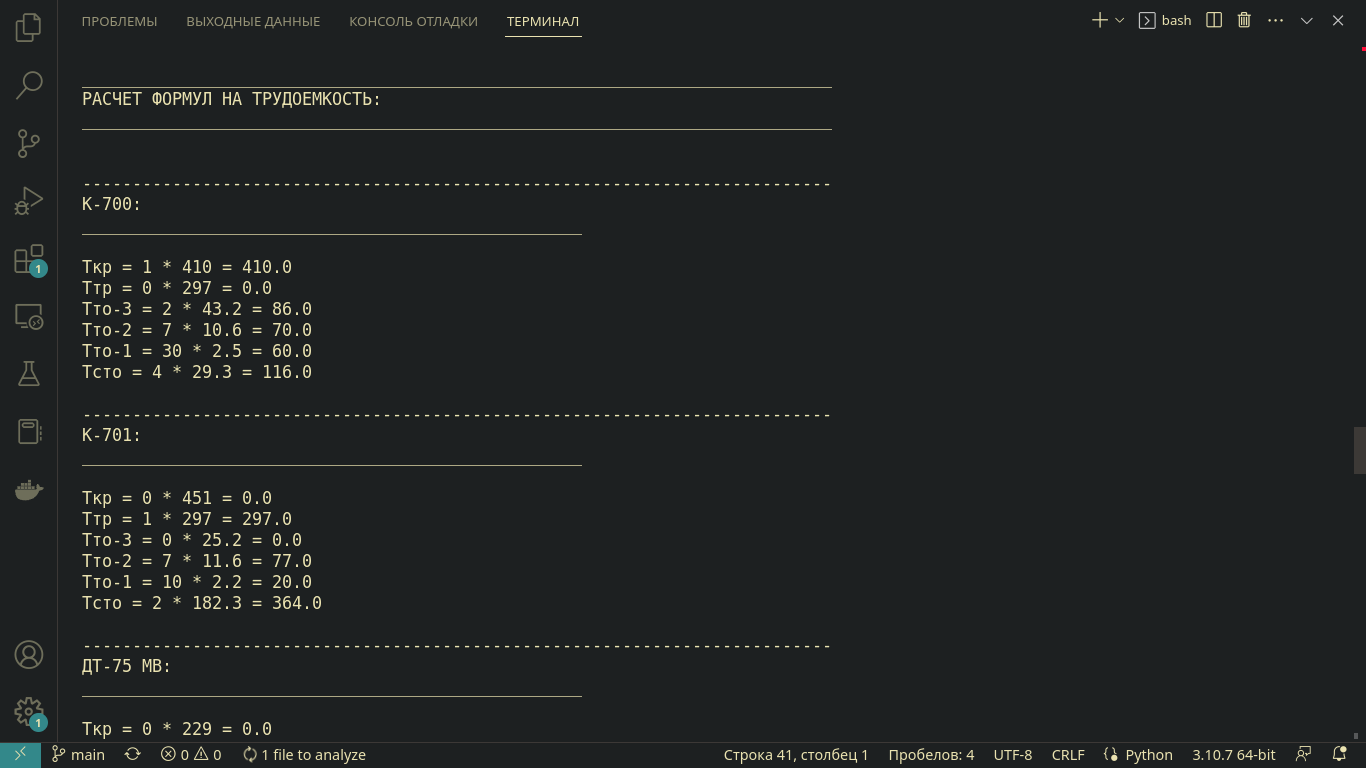 ПРОБЛЕМЫ ВЫХОДНЫЕ ДАННЫЕ КОНСОЛЬ ОТЛАДКИ ТЕРМИНАЛ bash
РАСЧЕТ ФОРМУЛ НА ТРУДОЕМКОСТЬ:
---------------------------------------------------------------------------
К-700:
Ткр = 1 * 410 = 410.0
Ттр = 0 * 297 = 0.0
Тто-3 = 2 * 43.2 = 86.0
Тто-2 = 7 * 10.6 = 70.0
Тто-1 = 30 * 2.5 = 60.0
Тсто = 4 * 29.3 = 116.0
---------------------------------------------------------------------------
К-701:
Ткр = 0 * 451 = 0.0
Ттр = 1 * 297 = 297.0
Тто-3 = 0 * 25.2 = 0.0
Тто-2 = 7 * 11.6 = 77.0
Тто-1 = 10 * 2.2 = 20.0
Тсто = 2 * 182.3 = 364.0
---------------------------------------------------------------------------
ДТ-75 МВ:
Ткр = 0 * 229 = 0.0
1
1
main 0 0 1 file to analyze Строка 41, столбец 1 Пробелов: 4 UTF-8 CRLF Python 3.10.7 64-bit